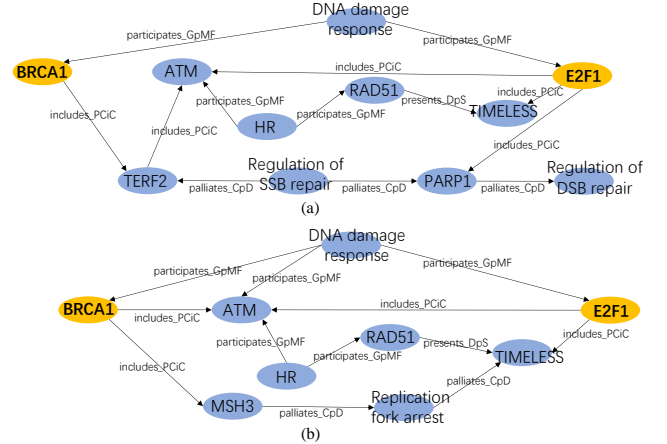 DNA damage
response
participates_GpMF
participates_GpMF
BRCA1
ATM
E2F1
includes_PCiC
RAD51
includes_PCiC
participates_GpMF
presents_DpS
TIMELESS
includes_PCiC
HR
participates_GpMF
includes_PCiC
includes_PCiC
Regulation of
SSB repair
Regulation of
DSB repair
TERF2
PARP1
palliates_CpD
palliates_CpD
palliates_CpD
(a)
DNA damage
response
participates_GpMF
participates_GpMF
participates_GpMF
BRCA1
ATM
E2F1
includes_PCiC
includes_PCiC
includes_PCiC
RAD51
participates_GpMF
presents_DpS
participates_GpMF
TIMELESS
includes_PCiC
HR
palliates_CpD
MSH3
Replication
fork arrest
palliates_CpD
(b)